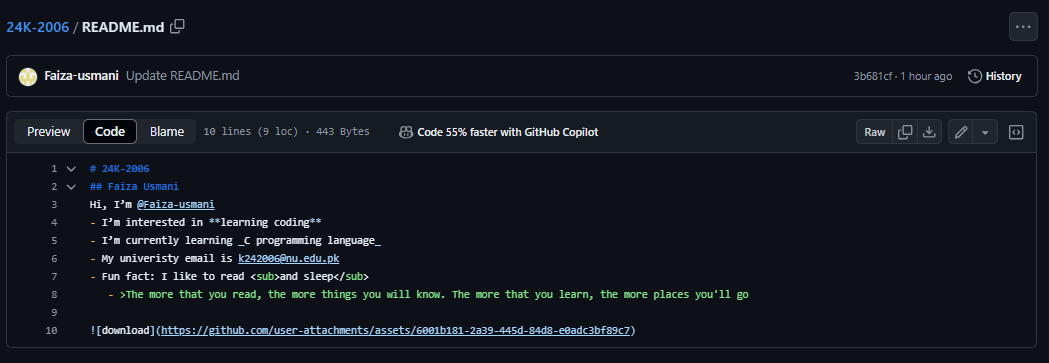 24K-2006 / README.md
Faiza-usmani Update README.md 3b681cf · 1 hour ago History
Preview Code Blame 10 lines (9 loc) · 443 Bytes Code 55% faster with GitHub Copilot Raw
1 # 24K-2006
2 ## Faiza Usmani
3 Hi, I’m @Faiza-usmani
4 - I’m interested in **learning coding**
5 - I’m currently learning _C programming language_
6 - My univeristy email is k242006@nu.edu.pk
7 - Fun fact: I like to read <sub>and sleep</sub>
8 - >The more that you read, the more things you will know. The more that you learn, the more places you'll go
9
10 ![download](https://github.com/user-attachments/assets/6001b181-2a39-445d-84d8-e0adc3bf89c7)